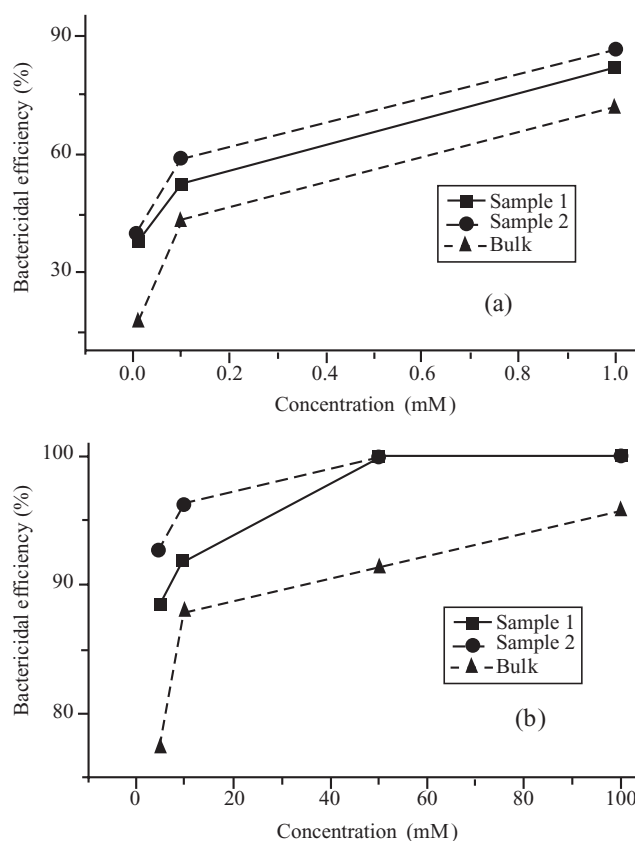 90
60
30
Bactericidal efficiency (%)
Sample 1
Sample 2
Bulk
(a)
0.0 0.2 0.4 0.6 0.8 1.0
Concentration (mM)
100
90
80
Bactericidal efficiency (%)
Sample 1
Sample 2
Bulk
(b)
0 20 40 60 80 100
Concentration (mM)